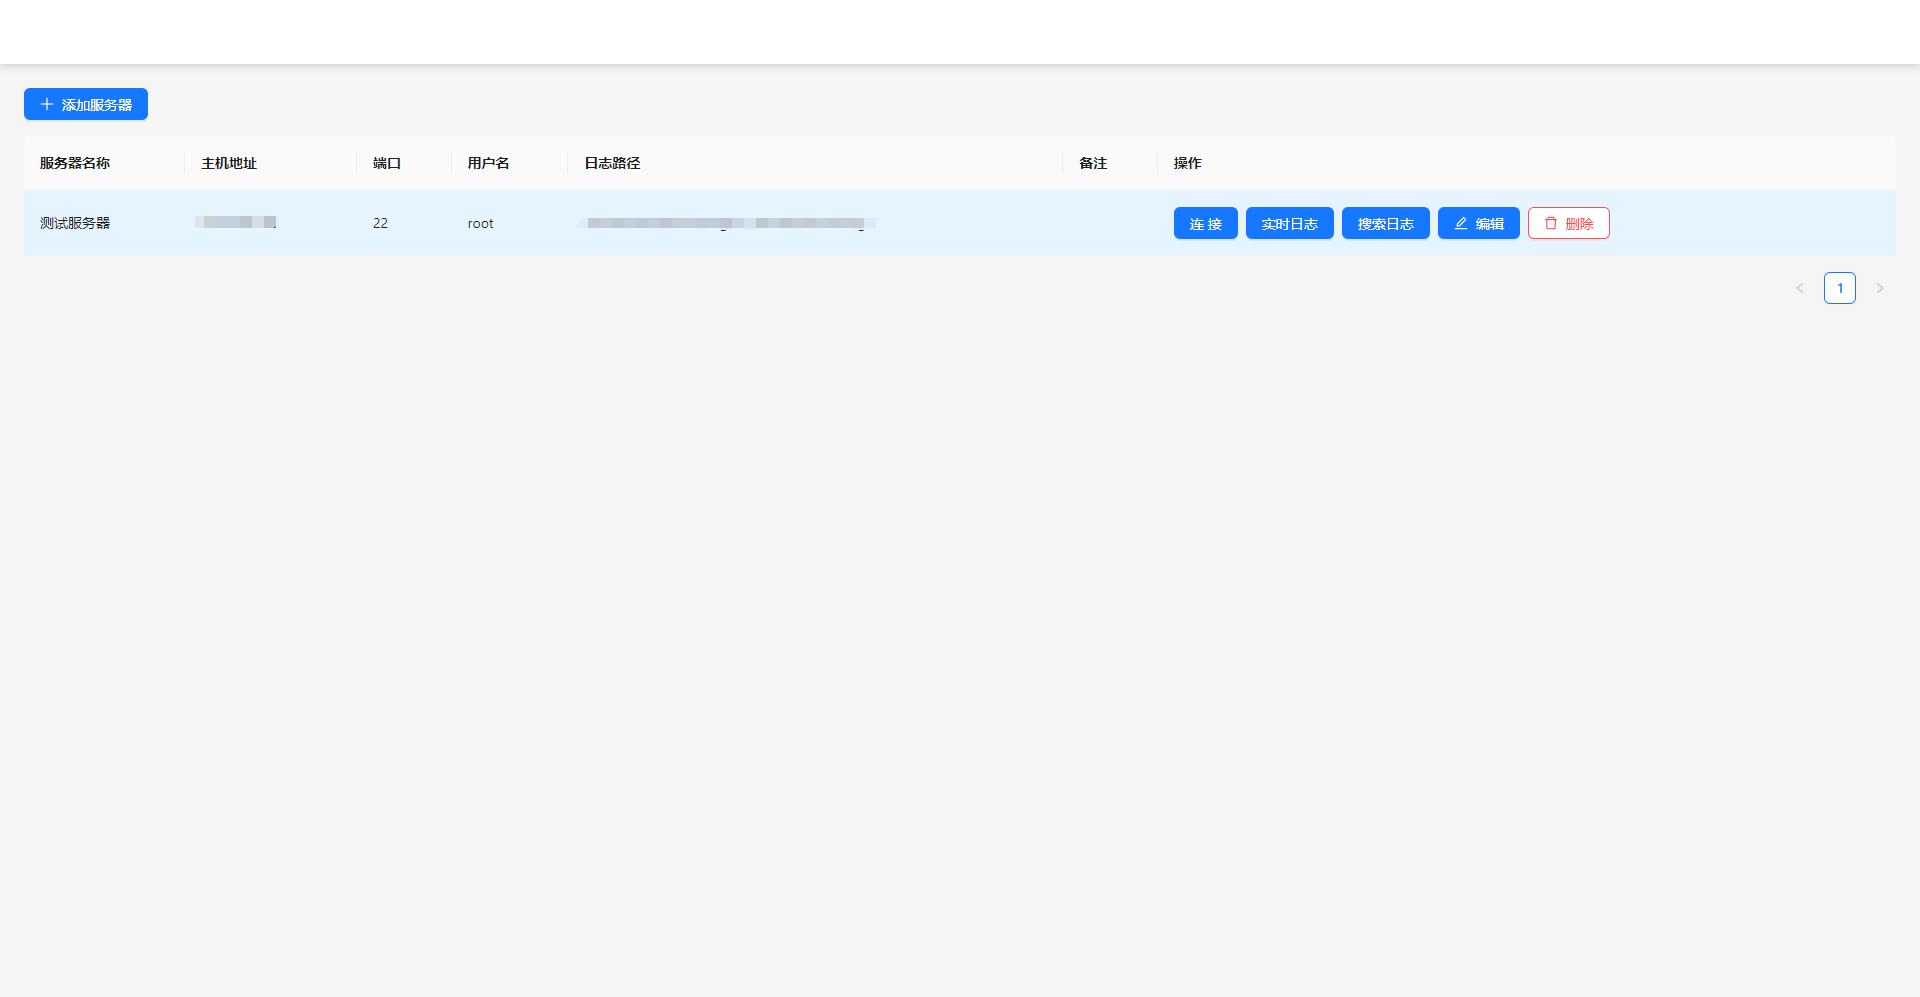 添加服务器
服务器名称 主机地址 端口 用户名 日志路径 备注 操作
测试服务器 22 root 连 接 实时日志 搜索日志 编辑 删除
< 1 >